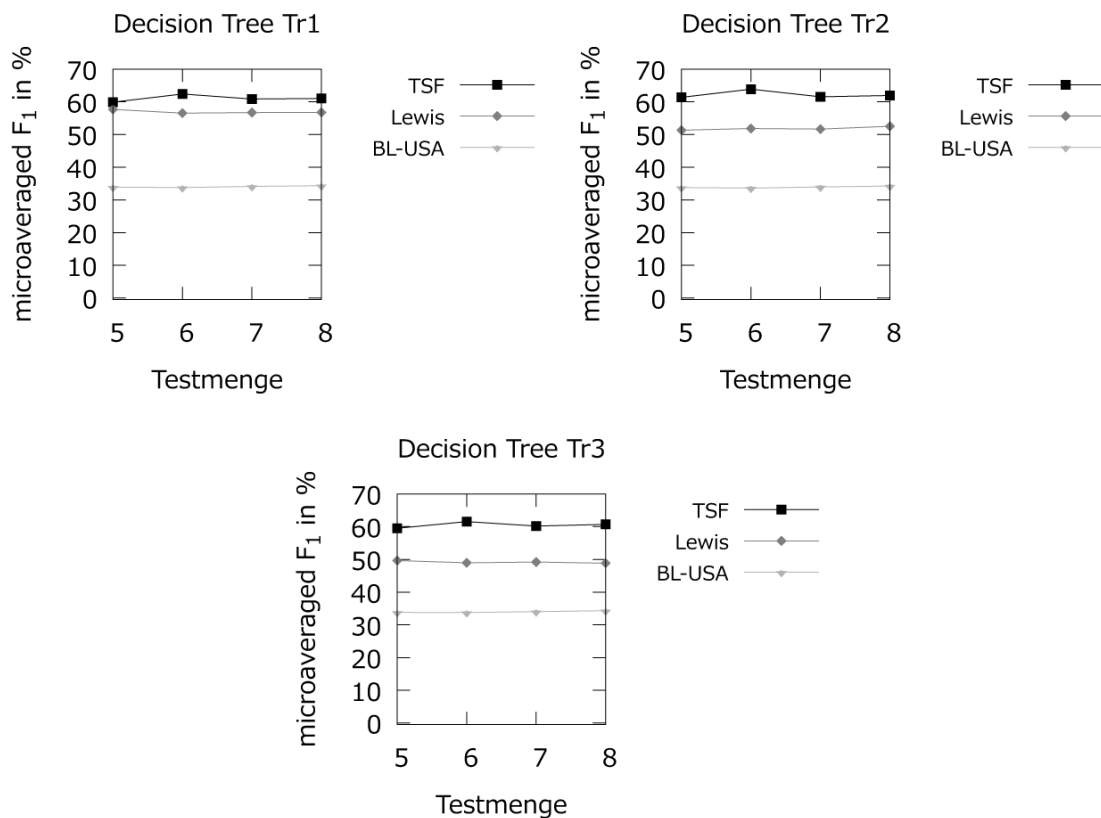 Decision Tree Tr1
microaveraged F₁ in %
70
60
50
40
30
20
10
0
5 6 7 8
Testmenge
TSF
Lewis
BL-USA
Decision Tree Tr2
microaveraged F₁ in %
70
60
50
40
30
20
10
0
5 6 7 8
Testmenge
TSF
Lewis
BL-USA
Decision Tree Tr3
microaveraged F₁ in %
70
60
50
40
30
20
10
0
5 6 7 8
Testmenge
TSF
Lewis
BL-USA